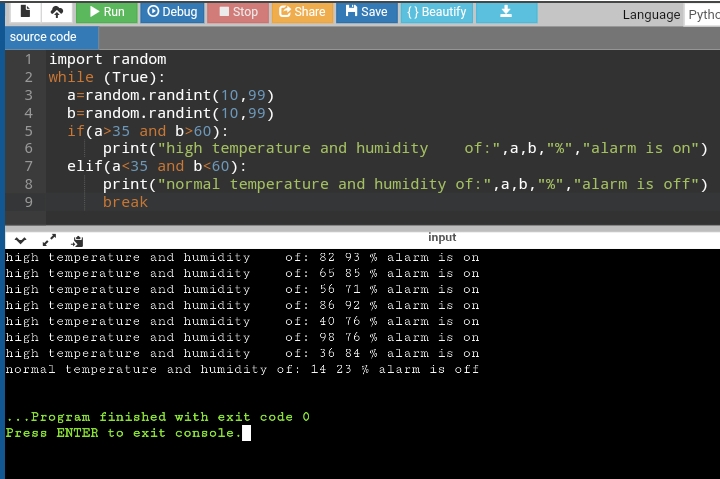 Run Debug Stop Share Save { } Beautify Language
source code
1 import random
2 while (True):
3   a=random.randint(10,99)
4   b=random.randint(10,99)
5   if(a>35 and b>60):
6       print("high temperature and humidity    of:",a,b,"%","alarm is on")
7   elif(a<35 and b<60):
8       print("normal temperature and humidity of:",a,b,"%","alarm is off")
9       break
input
high temperature and humidity    of: 82 93 % alarm is on
high temperature and humidity    of: 65 85 % alarm is on
high temperature and humidity    of: 56 71 % alarm is on
high temperature and humidity    of: 86 92 % alarm is on
high temperature and humidity    of: 40 76 % alarm is on
high temperature and humidity    of: 98 76 % alarm is on
high temperature and humidity    of: 36 84 % alarm is on
normal temperature and humidity of: 14 23 % alarm is off
...Program finished with exit code 0
Press ENTER to exit console.